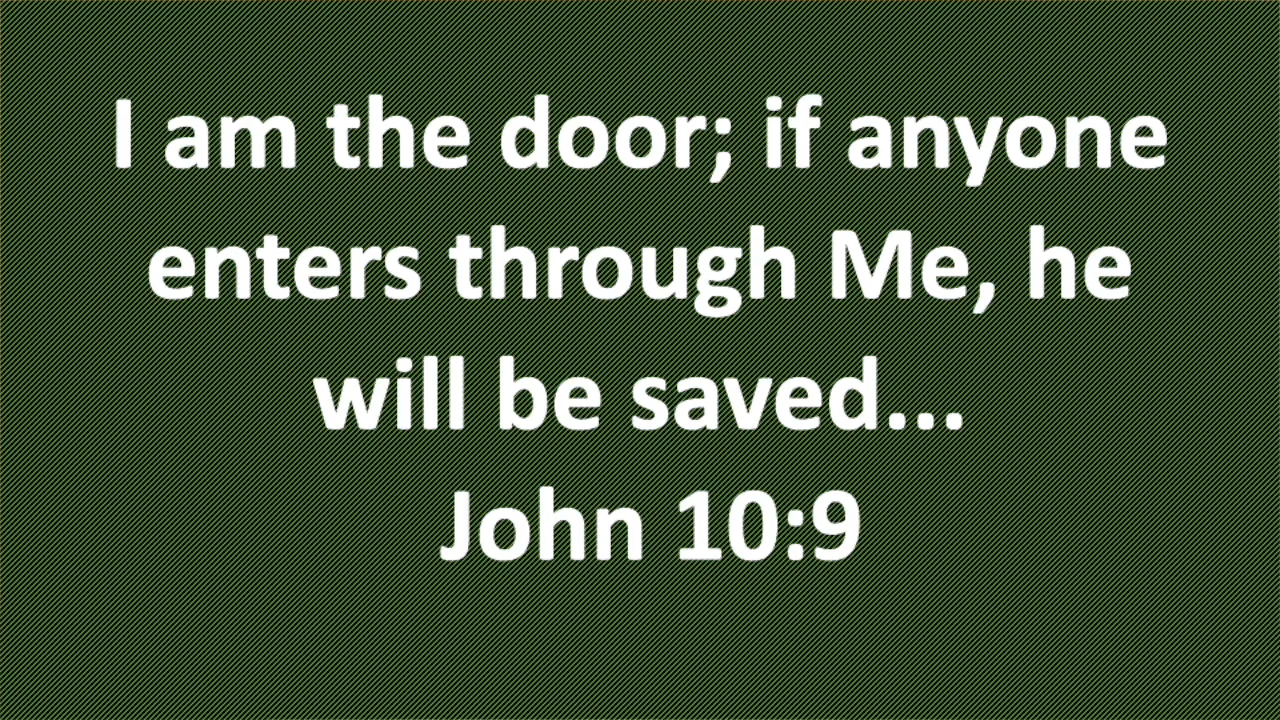 I am the door; if anyone
enters through Me, he
will be saved...
John 10:9